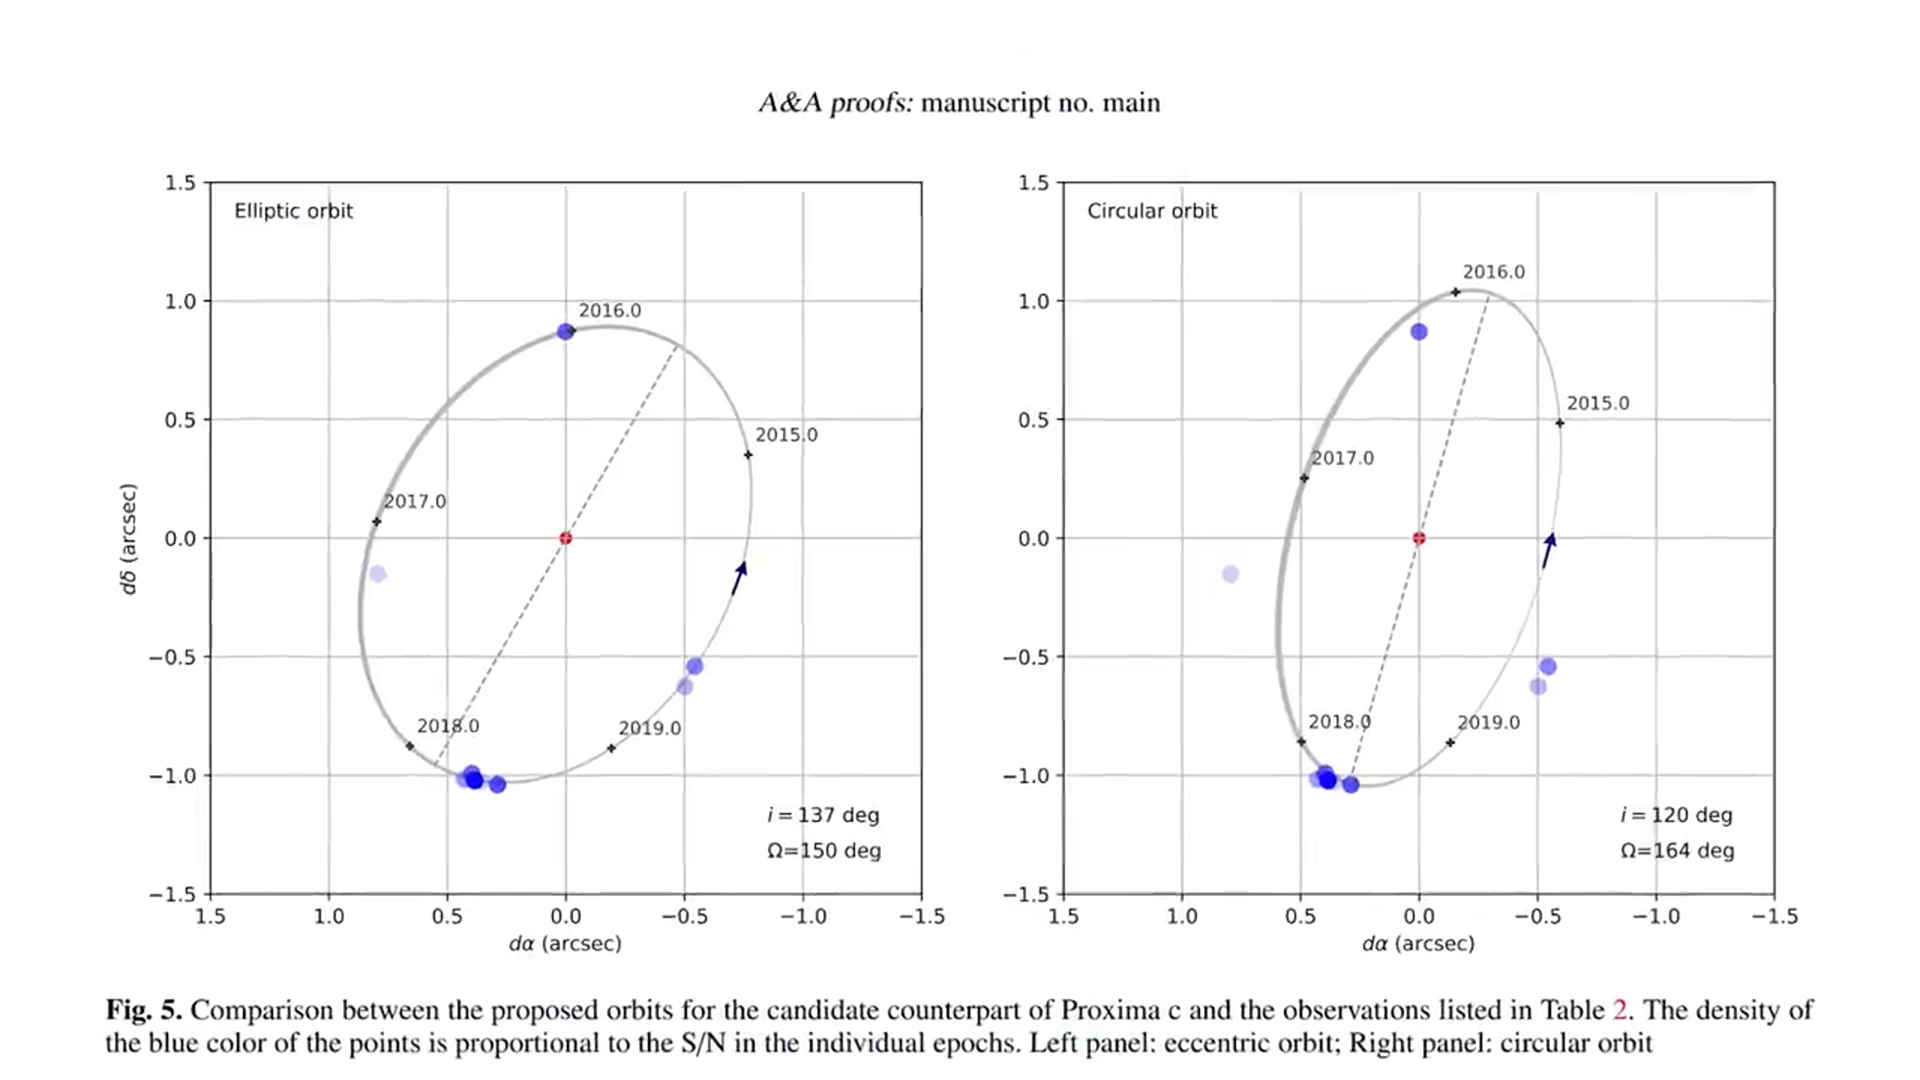 A&A proofs: manuscript no. main
Elliptic orbit
2016.0
2015.0
2017.0
2018.0
2019.0
i = 137 deg
Ω=150 deg
1.5
1.0
0.5
0.0
−0.5
−1.0
−1.5
dδ (arcsec)
1.5 1.0 0.5 0.0 −0.5 −1.0 −1.5
dα (arcsec)
Circular orbit
2016.0
2015.0
2017.0
2018.0
2019.0
i = 120 deg
Ω=164 deg
1.5
1.0
0.5
0.0
−0.5
−1.0
−1.5
1.5 1.0 0.5 0.0 −0.5 −1.0 −1.5
dα (arcsec)
Fig. 5. Comparison between the proposed orbits for the candidate counterpart of Proxima c and the observations listed in Table 2. The density of
the blue color of the points is proportional to the S/N in the individual epochs. Left panel: eccentric orbit; Right panel: circular orbit